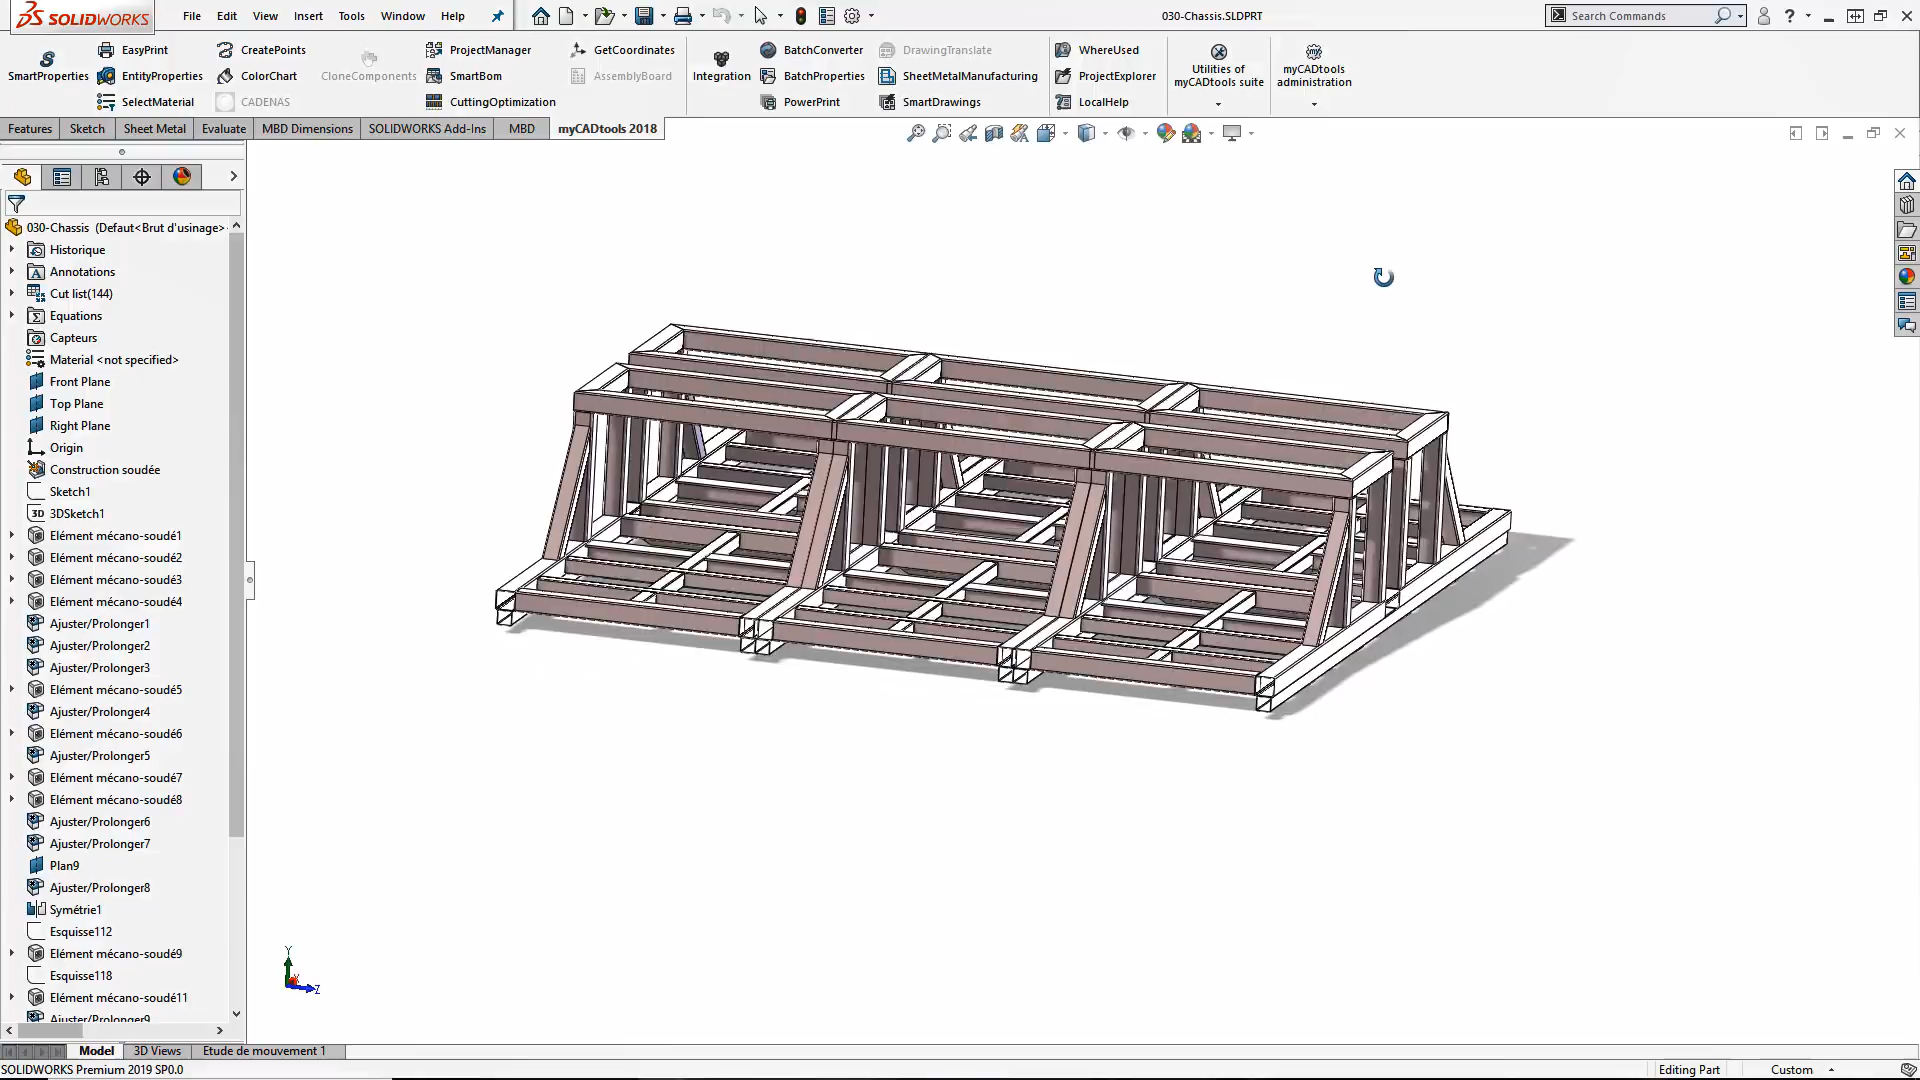 SOLIDWORKS File Edit View Insert Tools Window Help 030-Chassis.SLDPRT Search Commands ?
SmartProperties
EasyPrint
EntityProperties
SelectMaterial
CreatePoints
ColorChart
CADENAS
CloneComponents
ProjectManager
SmartBom
CuttingOptimization
GetCoordinates
AssemblyBoard
Integration
BatchConverter
BatchProperties
PowerPrint
DrawingTranslate
SheetMetalManufacturing
SmartDrawings
WhereUsed
ProjectExplorer
LocalHelp
Utilities of
myCADtools suite
myCADtools
administration
Features Sketch Sheet Metal Evaluate MBD Dimensions SOLIDWORKS Add-Ins MBD myCADtools 2018
030-Chassis (Defaut<Brut d'usinage>
Historique
Annotations
Cut list(144)
Equations
Capteurs
Material <not specified>
Front Plane
Top Plane
Right Plane
Origin
Construction soudée
Sketch1
3D 3DSketch1
Elément mécano-soudé1
Elément mécano-soudé2
Elément mécano-soudé3
Elément mécano-soudé4
Ajuster/Prolonger1
Ajuster/Prolonger2
Ajuster/Prolonger3
Elément mécano-soudé5
Ajuster/Prolonger4
Elément mécano-soudé6
Ajuster/Prolonger5
Elément mécano-soudé7
Elément mécano-soudé8
Ajuster/Prolonger6
Ajuster/Prolonger7
Plan9
Ajuster/Prolonger8
Symétrie1
Esquisse112
Elément mécano-soudé9
Esquisse118
Elément mécano-soudé11
Ajuster/Prolonger9
Y
Z
Model 3D Views Etude de mouvement 1
SOLIDWORKS Premium 2019 SP0.0 Editing Part Custom